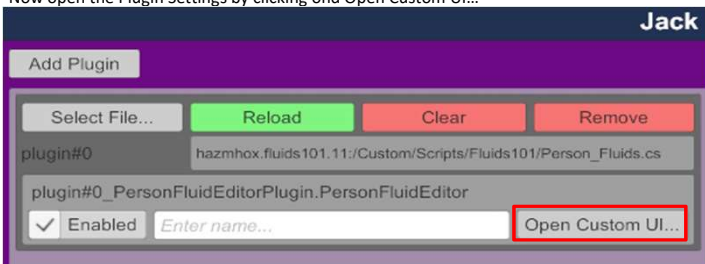 Now open the Plugin Settings by clicking ond Open Custom UI…
Jack
Add Plugin
Select File... Reload Clear Remove
plugin#0 hazmhox.fluids101.11:/Custom/Scripts/Fluids101/Person_Fluids.cs
plugin#0_PersonFluidEditorPlugin.PersonFluidEditor
Enabled Enter name... Open Custom UI...